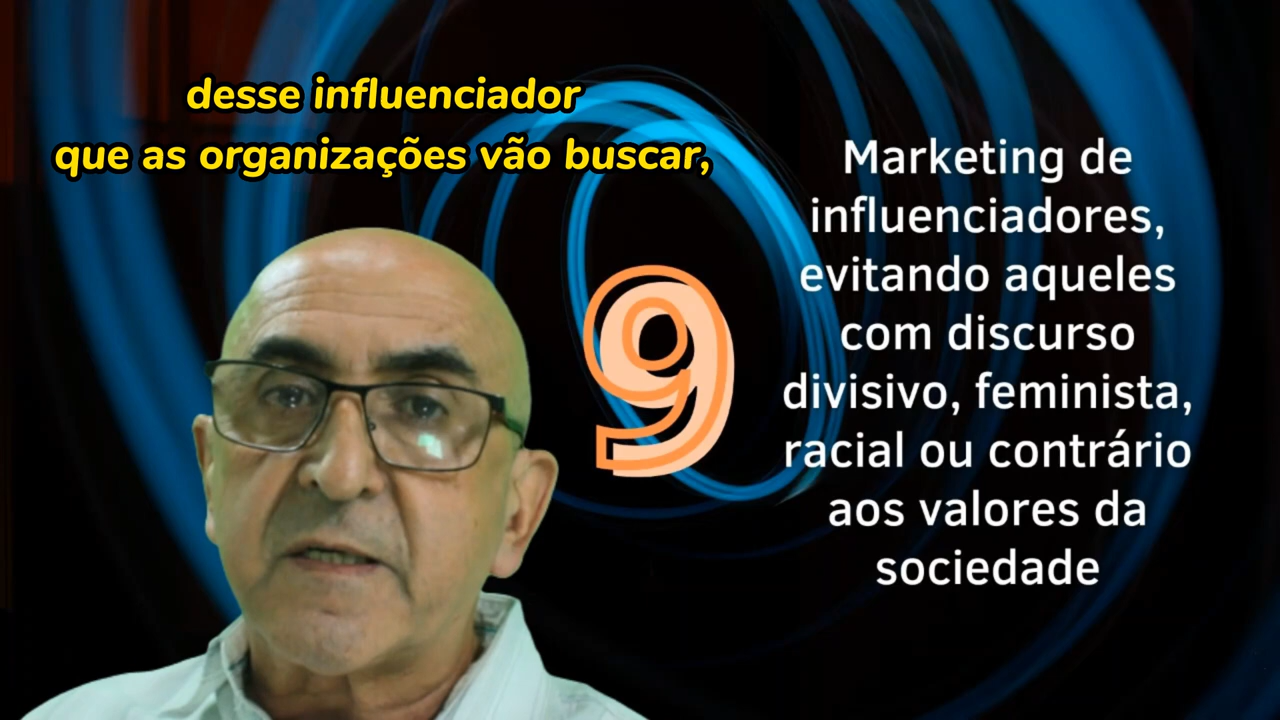 desse influenciador
que as organizações vão buscar,
9
Marketing de
influenciadores,
evitando aqueles
com discurso
divisivo, feminista,
racial ou contrário
aos valores da
sociedade